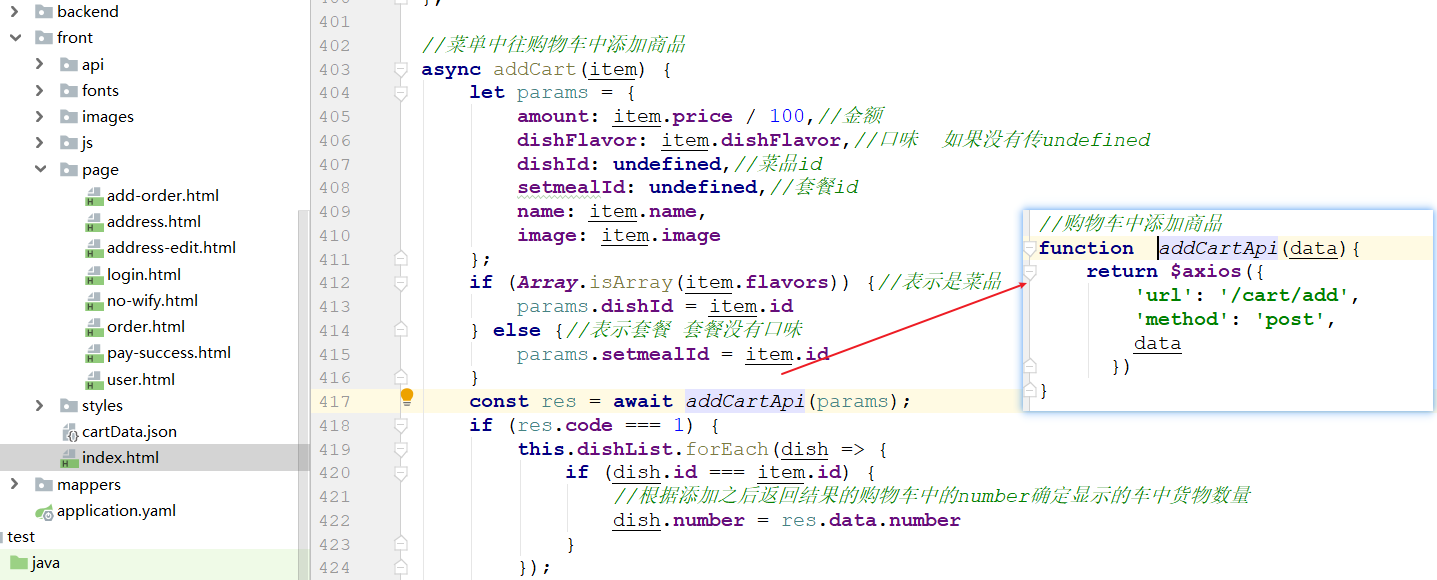 backend
front
api
fonts
images
js
page
add-order.html
address.html
address-edit.html
login.html
no-wify.html
order.html
pay-success.html
user.html
styles
cartData.json
index.html
mappers
application.yaml
test
java
401
402 //菜单中往购物车中添加商品
403 async addCart(item) {
404 let params = {
405 amount: item.price / 100,//金额
406 dishFlavor: item.dishFlavor,//口味 如果没有传undefined
407 dishId: undefined,//菜品id
408 setmealId: undefined,//套餐id
409 name: item.name,
410 image: item.image
411 };
412 if (Array.isArray(item.flavors)) {//表示是菜品
413 params.dishId = item.id
414 } else {//表示套餐 套餐没有口味
415 params.setmealId = item.id
416 }
417 const res = await addCartApi(params);
418 if (res.code === 1) {
419 this.dishList.forEach(dish => {
420 if (dish.id === item.id) {
421 //根据添加之后返回结果的购物车中的number确定显示的车中货物数量
422 dish.number = res.data.number
423 }
424 });
//购物车中添加商品
function addCartApi(data){
return $axios({
'url': '/cart/add',
'method': 'post',
data
})
}